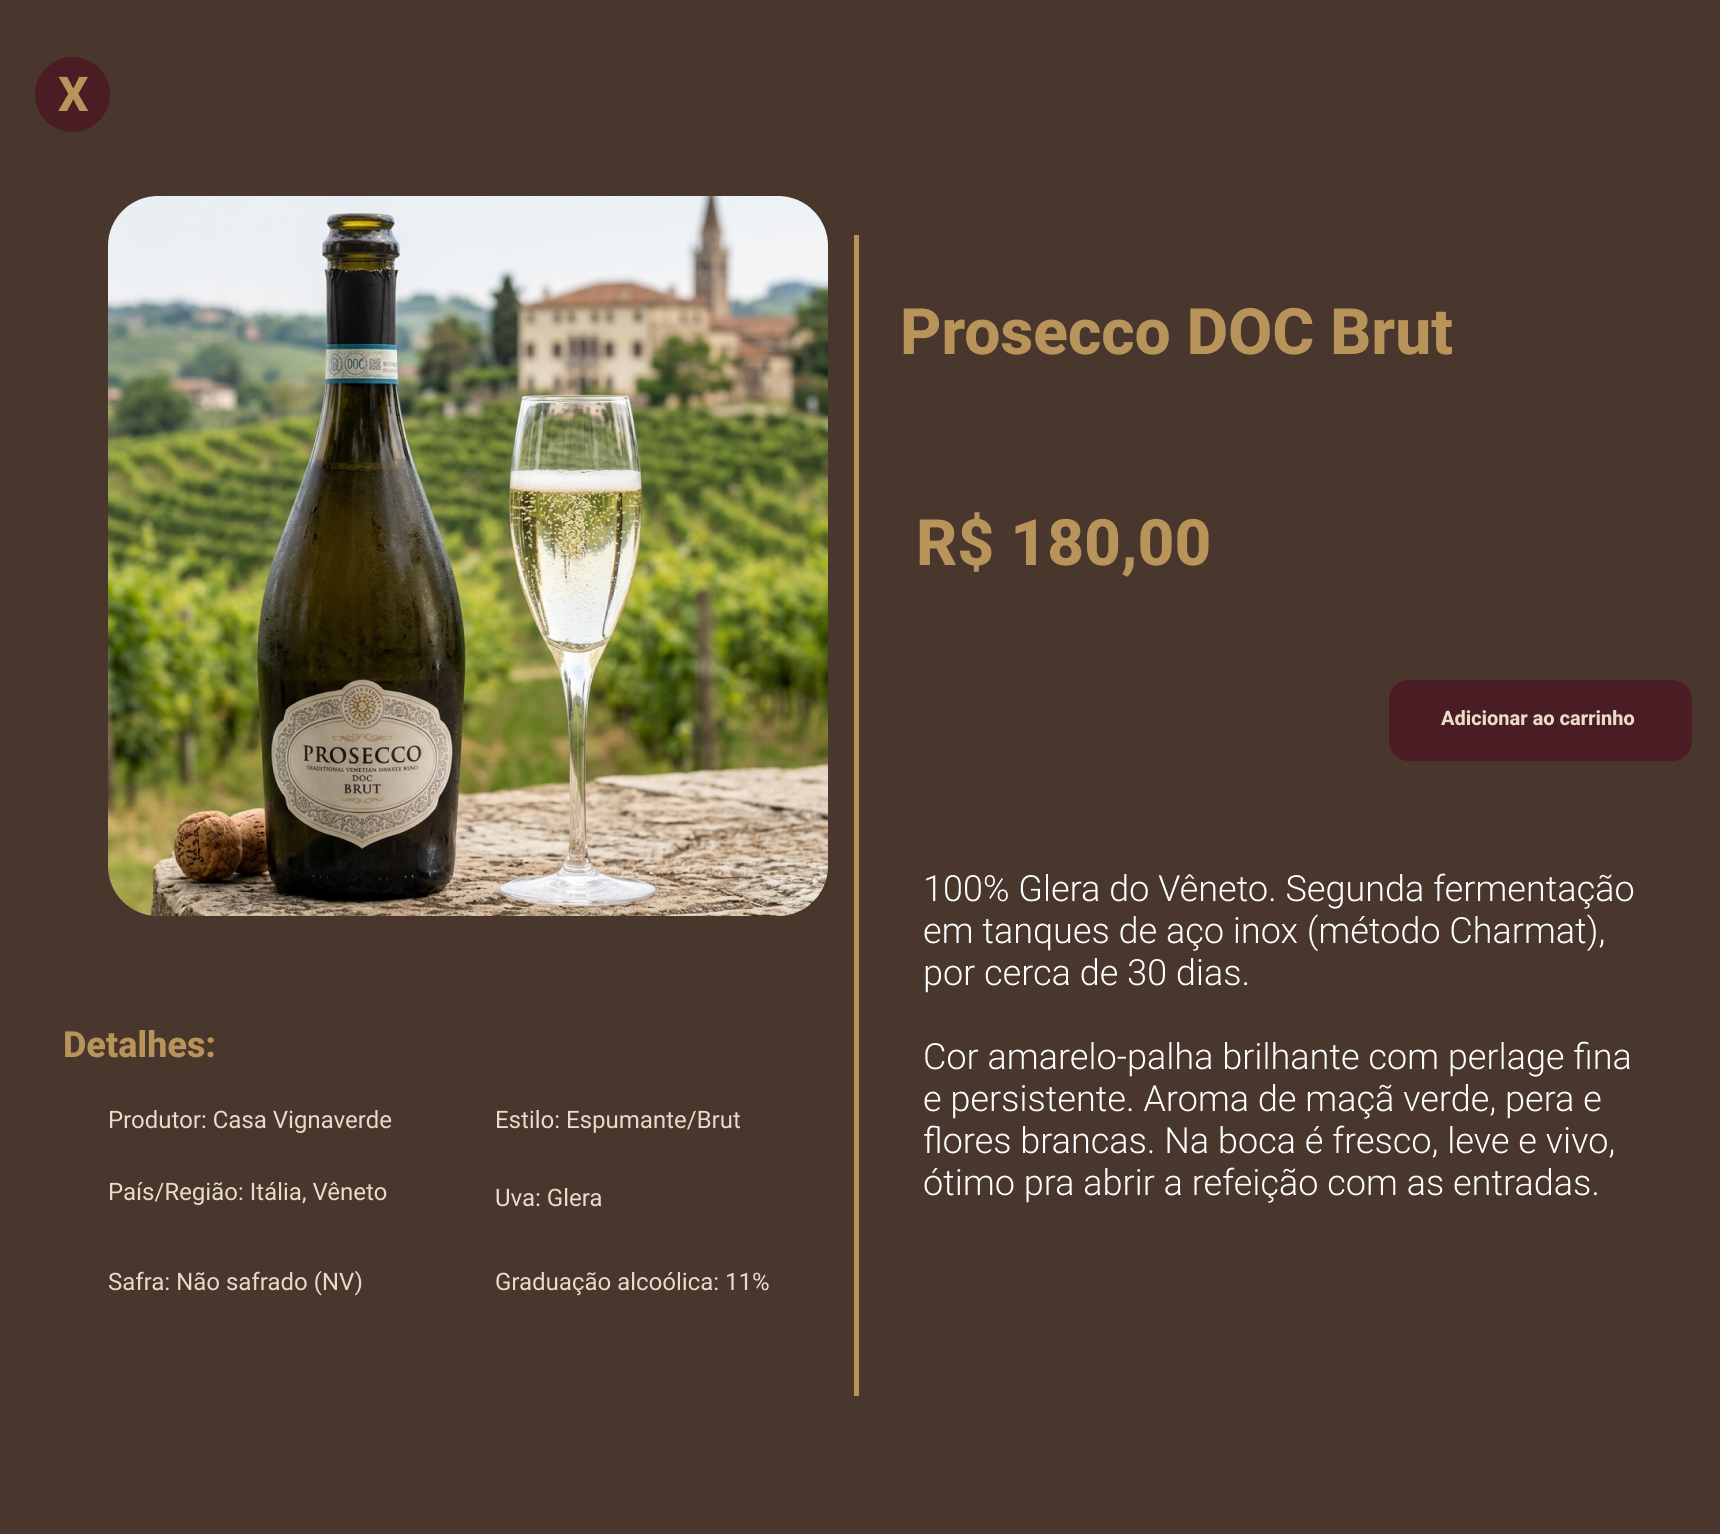 X
DOC
PROSECCO
DOC
BRUT
Prosecco DOC Brut
R$ 180,00
Adicionar ao carrinho
100% Glera do Vêneto. Segunda fermentação
em tanques de aço inox (método Charmat),
por cerca de 30 dias.
Cor amarelo-palha brilhante com perlage fina
e persistente. Aroma de maçã verde, pera e
flores brancas. Na boca é fresco, leve e vivo,
ótimo pra abrir a refeição com as entradas.
Detalhes:
Produtor: Casa Vignaverde
Estilo: Espumante/Brut
País/Região: Itália, Vêneto
Uva: Glera
Safra: Não safrado (NV)
Graduação alcoólica: 11%